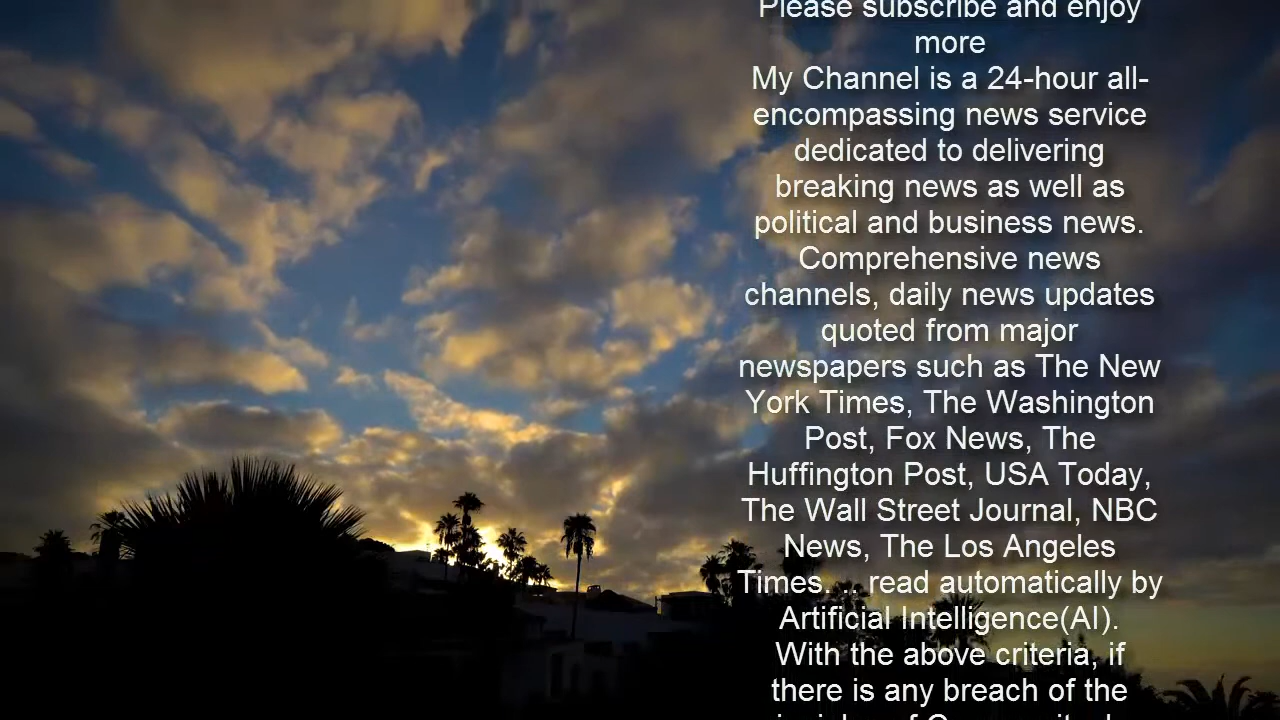 Please subscribe and enjoy
more
My Channel is a 24-hour all-
encompassing news service
dedicated to delivering
breaking news as well as
political and business news.
Comprehensive news
channels, daily news updates
quoted from major
newspapers such as The New
York Times, The Washington
Post, Fox News, The
Huffington Post, USA Today,
The Wall Street Journal, NBC
News, The Los Angeles
Times. .. read automatically by
Artificial Intelligence(AI).
With the above criteria, if
there is any breach of the